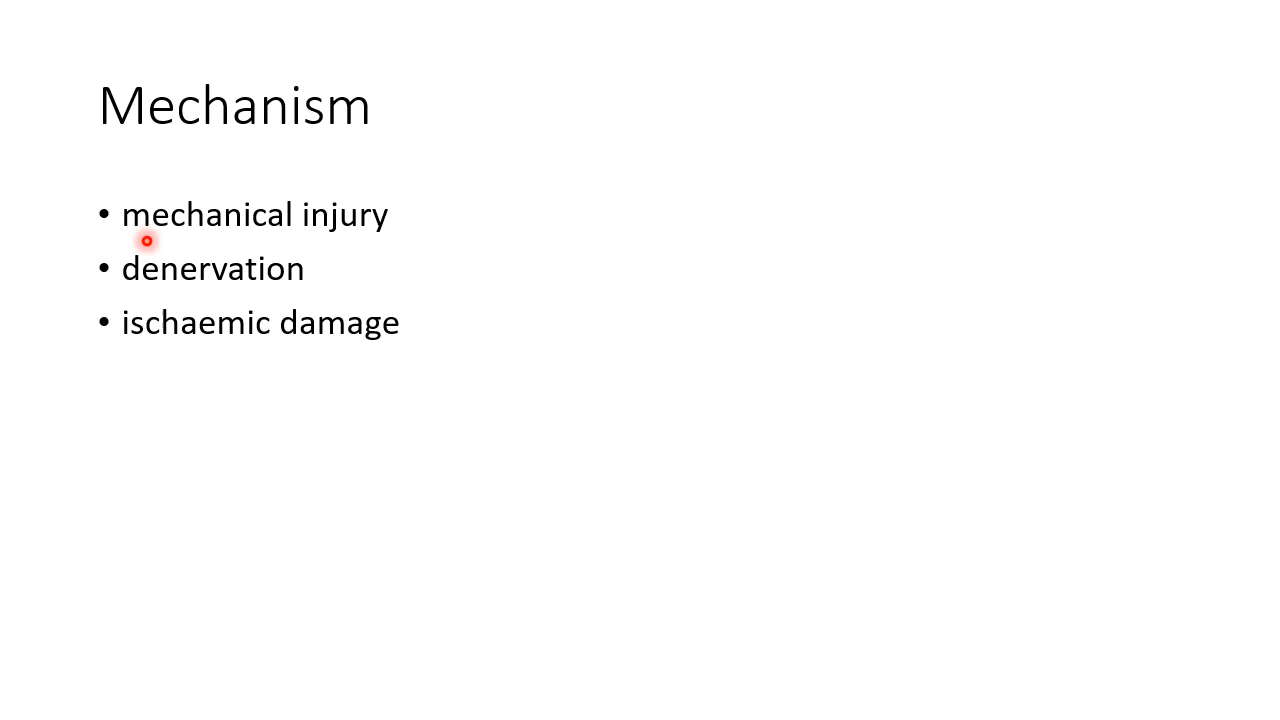 Mechanism
• mechanical injury
• denervation
• ischaemic damage